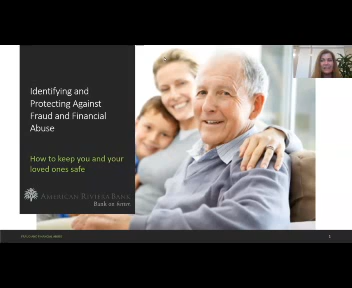 Identifying and
Protecting Against
Fraud and Financial
Abuse
How to keep you and your
loved ones safe
AMERICAN RIVIERA BANK
Bank on better.
1